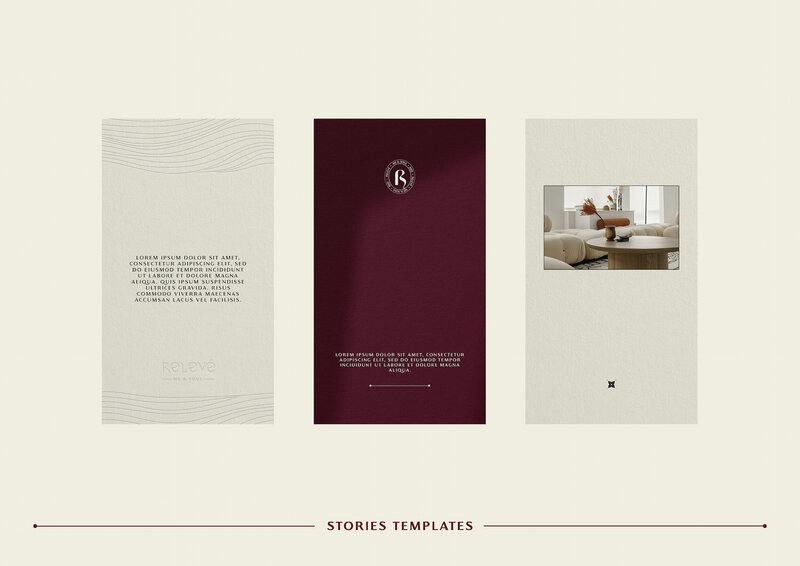 LOREM IPSUM DOLOR SIT AMET,
CONSECTETUR ADIPISCING ELIT, SED
DO EIUSMOD TEMPOR INCIDIDUNT
UT LABORE ET DOLORE MAGNA
ALIQUA. QUIS IPSUM SUSPENDISSE
ULTRICES GRAVIDA. RISUS
COMMODO VIVERRA MAECENAS
ACCUMSAN LACUS VEL FACILISIS.
Relevé
ME & YOUS
LOREM IPSUM DOLOR SIT AMET, CONSECTETUR
ADIPISCING ELIT, SED DO EIUSMOD TEMPOR
INCIDIDUNT UT LABORE ET DOLORE MAGNA
ALIQUA.
STORIES TEMPLATES